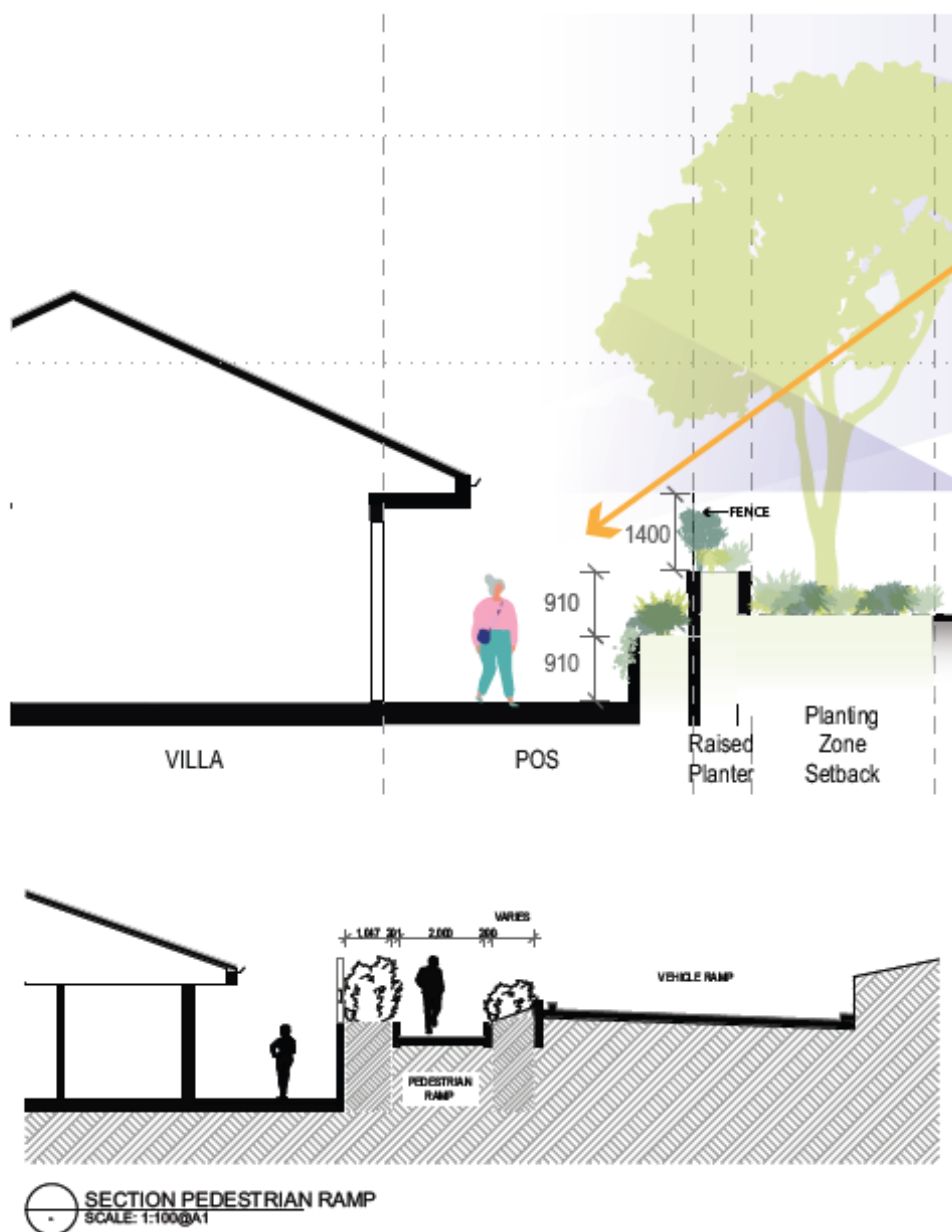 FENCE
1400
910
910
VILLA
POS
Raised
Planter
Planting
Zone
Setback
VARIES
1,047 201 2,000 200
VEHICLE RAMP
PEDESTRIAN
RAMP
SECTION PEDESTRIAN RAMP
-
SCALE: 1:100@A1